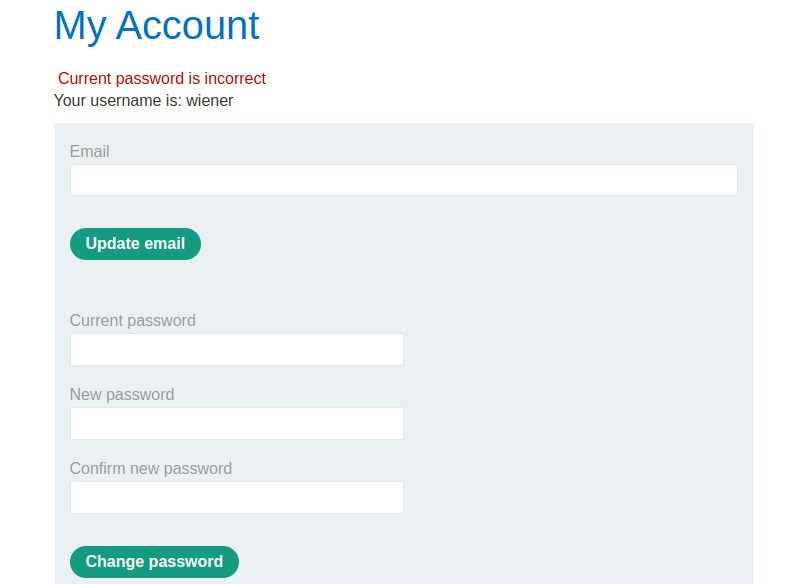 My Account
Current password is incorrect
Your username is: wiener
Email
Update email
Current password
New password
Confirm new password
Change password